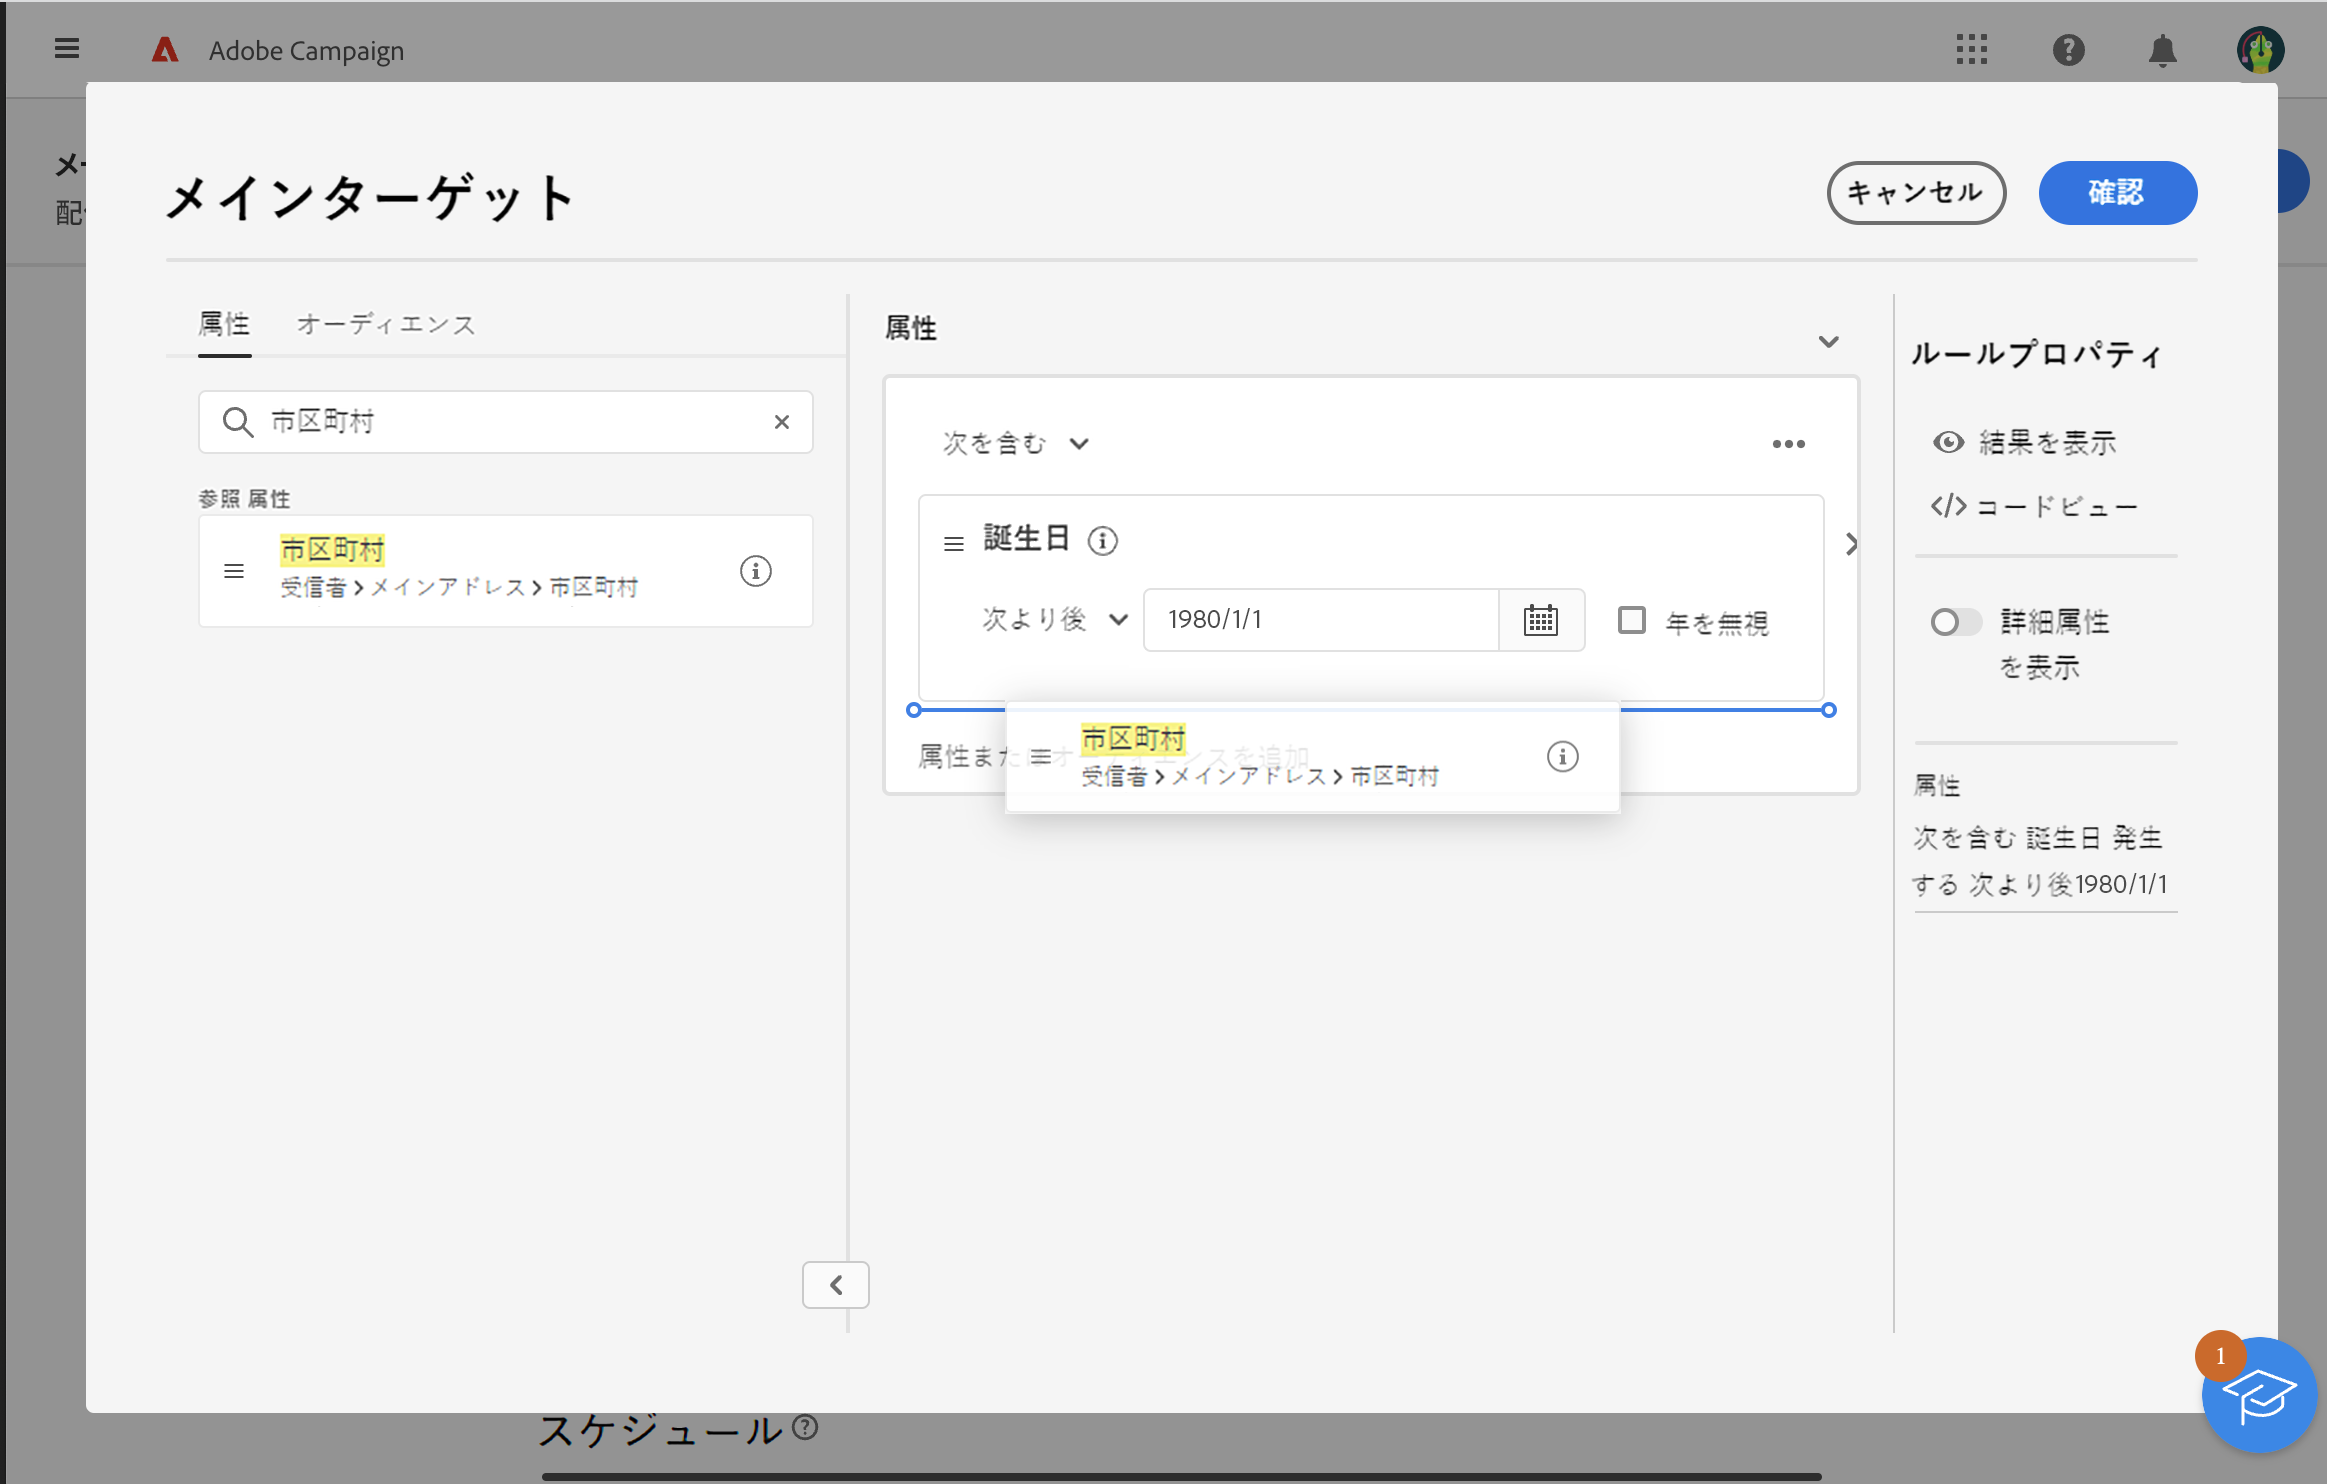 Adobe Campaign
メー
配
メインターゲット
キャンセル
確認
属性
オーディエンス
市区町村
参照 属性
市区町村
受信者 > メインアドレス > 市区町村
属性
次を含む
誕生日
次より後
1980/1/1
年を無視
属性またはオーディエンスを追加
市区町村
受信者 > メインアドレス > 市区町村
ルールプロパティ
結果を表示
</> コードビュー
詳細属性
を表示
属性
次を含む 誕生日 発生
する 次より後1980/1/1
1
スケジュール